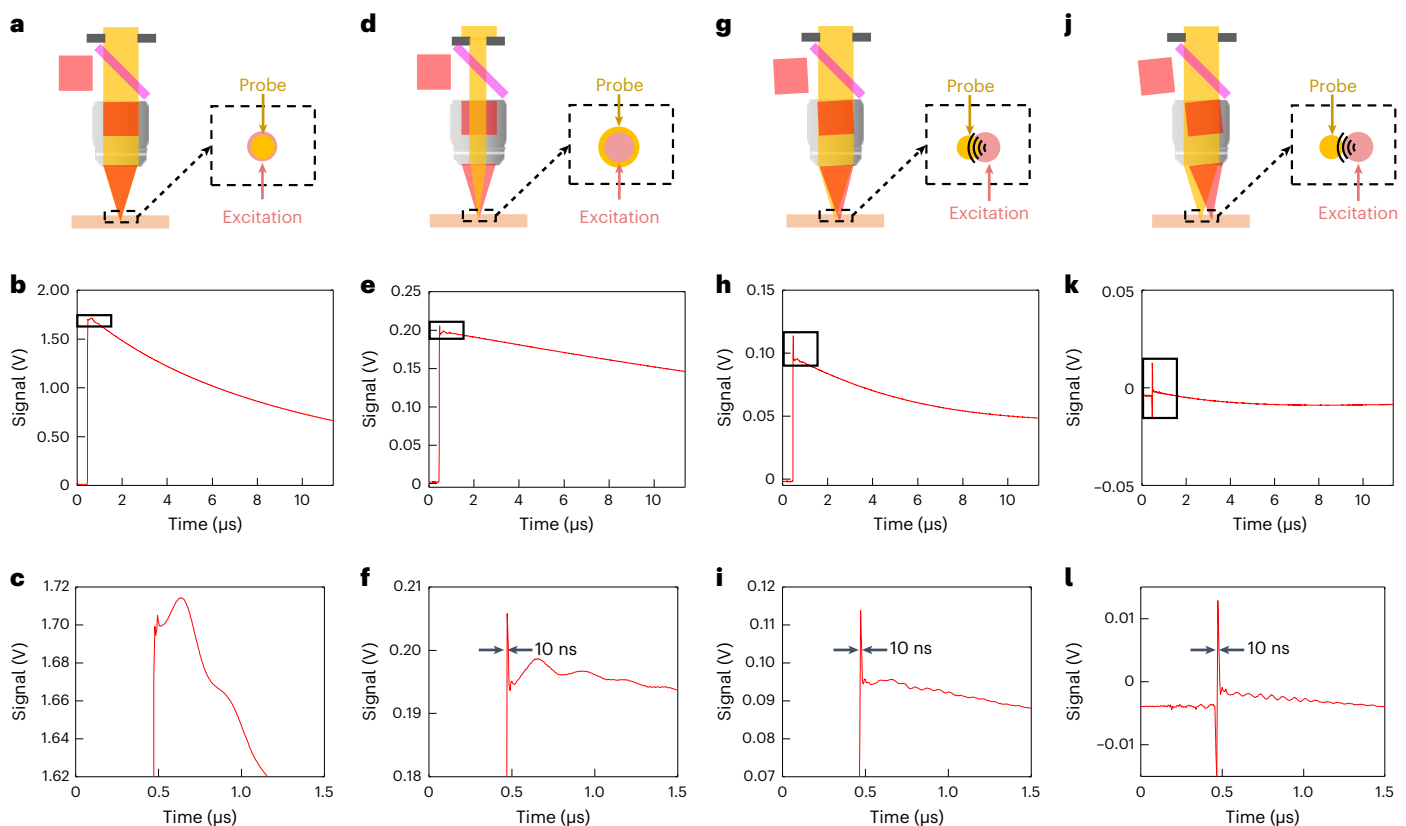 a
Probe
Excitation
d
Probe
Excitation
g
Probe
Excitation
j
Probe
Excitation
b
2.00
1.50
1.00
0.50
0
Signal (V)
0 2 4 6 8 10
Time (µs)
e
0.25
0.20
0.15
0.10
0.05
0
Signal (V)
0 2 4 6 8 10
Time (µs)
h
0.15
0.10
0.05
0
Signal (V)
0 2 4 6 8 10
Time (µs)
k
0.05
0
−0.05
Signal (V)
0 2 4 6 8 10
Time (µs)
c
1.72
1.70
1.68
1.66
1.64
1.62
Signal (V)
0 0.5 1.0 1.5
Time (µs)
f
0.21
0.20
0.19
0.18
Signal (V)
10 ns
0 0.5 1.0 1.5
Time (µs)
i
0.12
0.11
0.10
0.09
0.08
0.07
Signal (V)
10 ns
0 0.5 1.0 1.5
Time (µs)
l
0.01
0
−0.01
Signal (V)
10 ns
0 0.5 1.0 1.5
Time (µs)